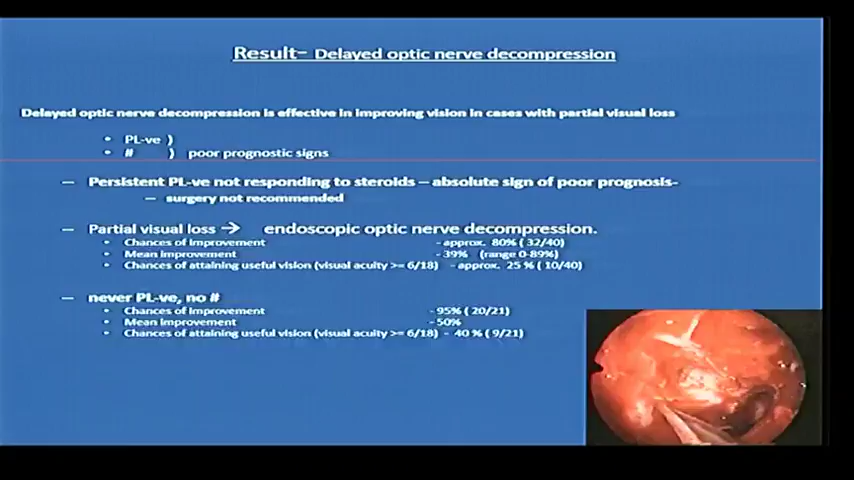 Result- Delayed optic nerve decompression
Delayed optic nerve decompression is effective in improving vision in cases with partial visual loss
• PL-ve )
• # ) poor prognostic signs
– Persistent PL-ve not responding to steroids – absolute sign of poor prognosis-
– surgery not recommended
– Partial visual loss → endoscopic optic nerve decompression.
• Chances of improvement - approx. 80% ( 32/40)
• Mean improvement - 39% (range 0-89%)
• Chances of attaining useful vision (visual acuity >= 6/18) - approx. 25 % ( 10/40)
– never PL-ve, no #
• Chances of improvement - 95% ( 20/21)
• Mean improvement - 50%
• Chances of attaining useful vision (visual acuity >= 6/18) - 40 % ( 9/21)